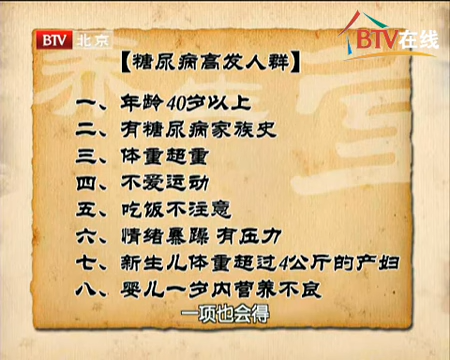 BTV 北京
BTV在线
【糖尿病高发人群】
一、年龄40岁以上
二、有糖尿病家族史
三、体重超重
四、不爱运动
五、吃饭不注意
六、情绪暴躁 有压力
七、新生儿体重超过4公斤的产妇
八、婴儿一岁内营养不良
一项也会得